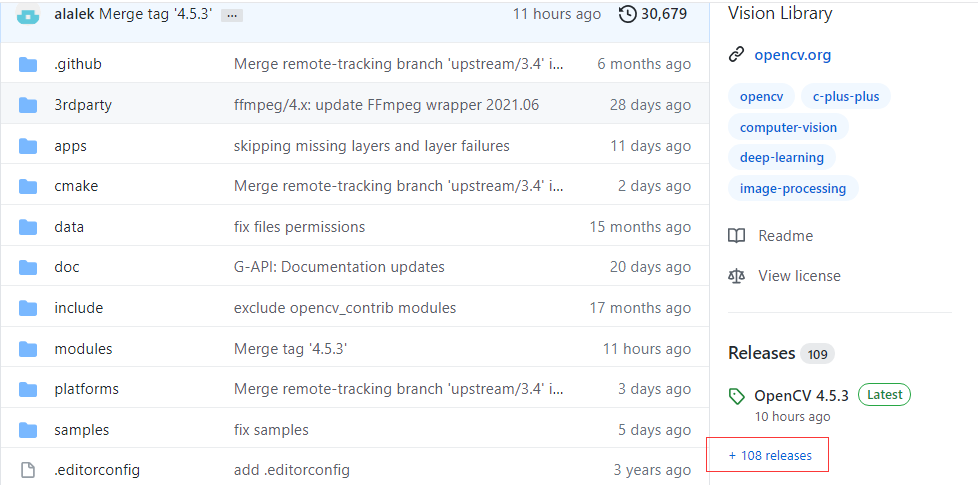 alalek Merge tag '4.5.3' ... 11 hours ago 30,679
.github Merge remote-tracking branch 'upstream/3.4' i... 6 months ago
3rdparty ffmpeg/4.x: update FFmpeg wrapper 2021.06 28 days ago
apps skipping missing layers and layer failures 11 days ago
cmake Merge remote-tracking branch 'upstream/3.4' i... 2 days ago
data fix files permissions 15 months ago
doc G-API: Documentation updates 20 days ago
include exclude opencv_contrib modules 17 months ago
modules Merge tag '4.5.3' 11 hours ago
platforms Merge remote-tracking branch 'upstream/3.4' i... 3 days ago
samples fix samples 5 days ago
.editorconfig add .editorconfig 3 years ago
Vision Library
opencv.org
opencv c-plus-plus
computer-vision
deep-learning
image-processing
Readme
View license
Releases 109
OpenCV 4.5.3 Latest
10 hours ago
+ 108 releases